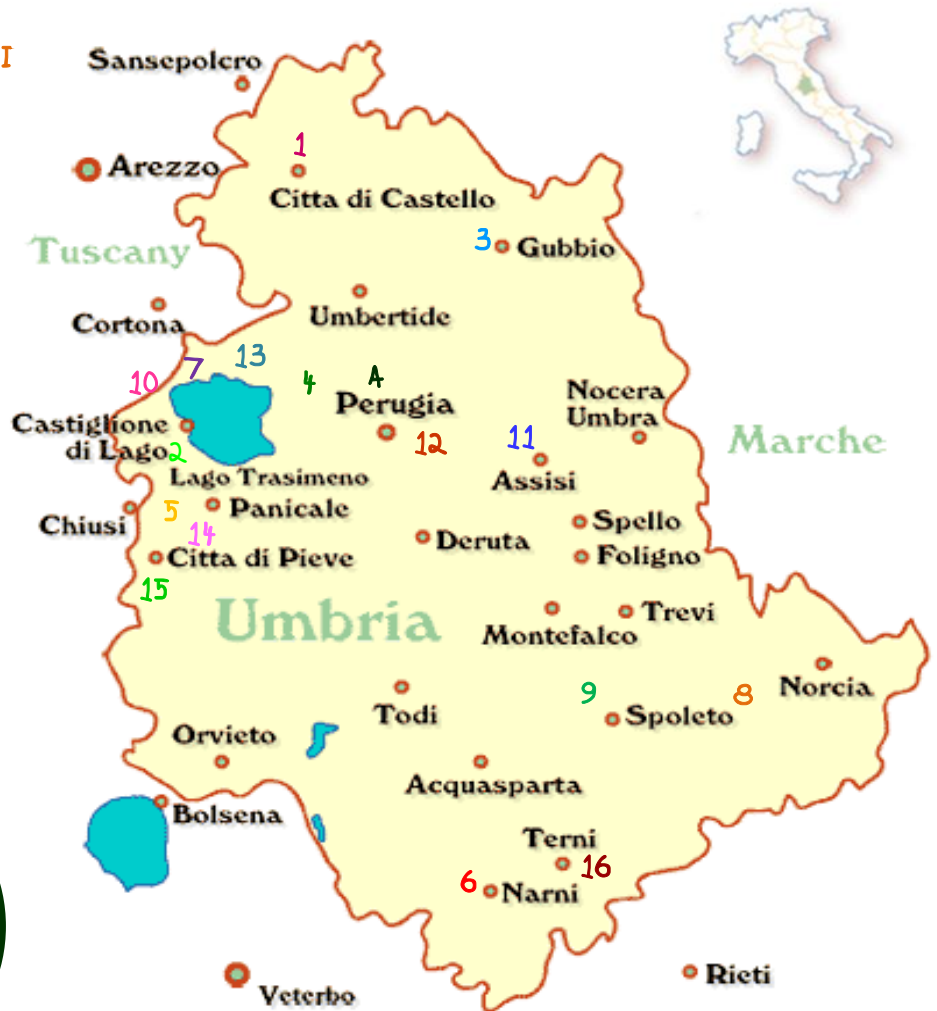 I
Sansepolcro
1
Arezzo
Citta di Castello
3
Gubbio
Tuscany
Umbertide
Cortona
13
7
10
4
A
Perugia
Nocera
Umbra
Castiglione
di Lago
2
12
11
Marche
Lago Trasimeno
Assisi
5
Panicale
Chiusi
14
Spello
Deruta
Citta di Pieve
Foligno
15
Umbria
Trevi
Montefalco
9
8
Norcia
Todi
Spoleto
Orvieto
Acquasparta
Bolsena
Terni
16
6
Narni
Rieti
Veterbo